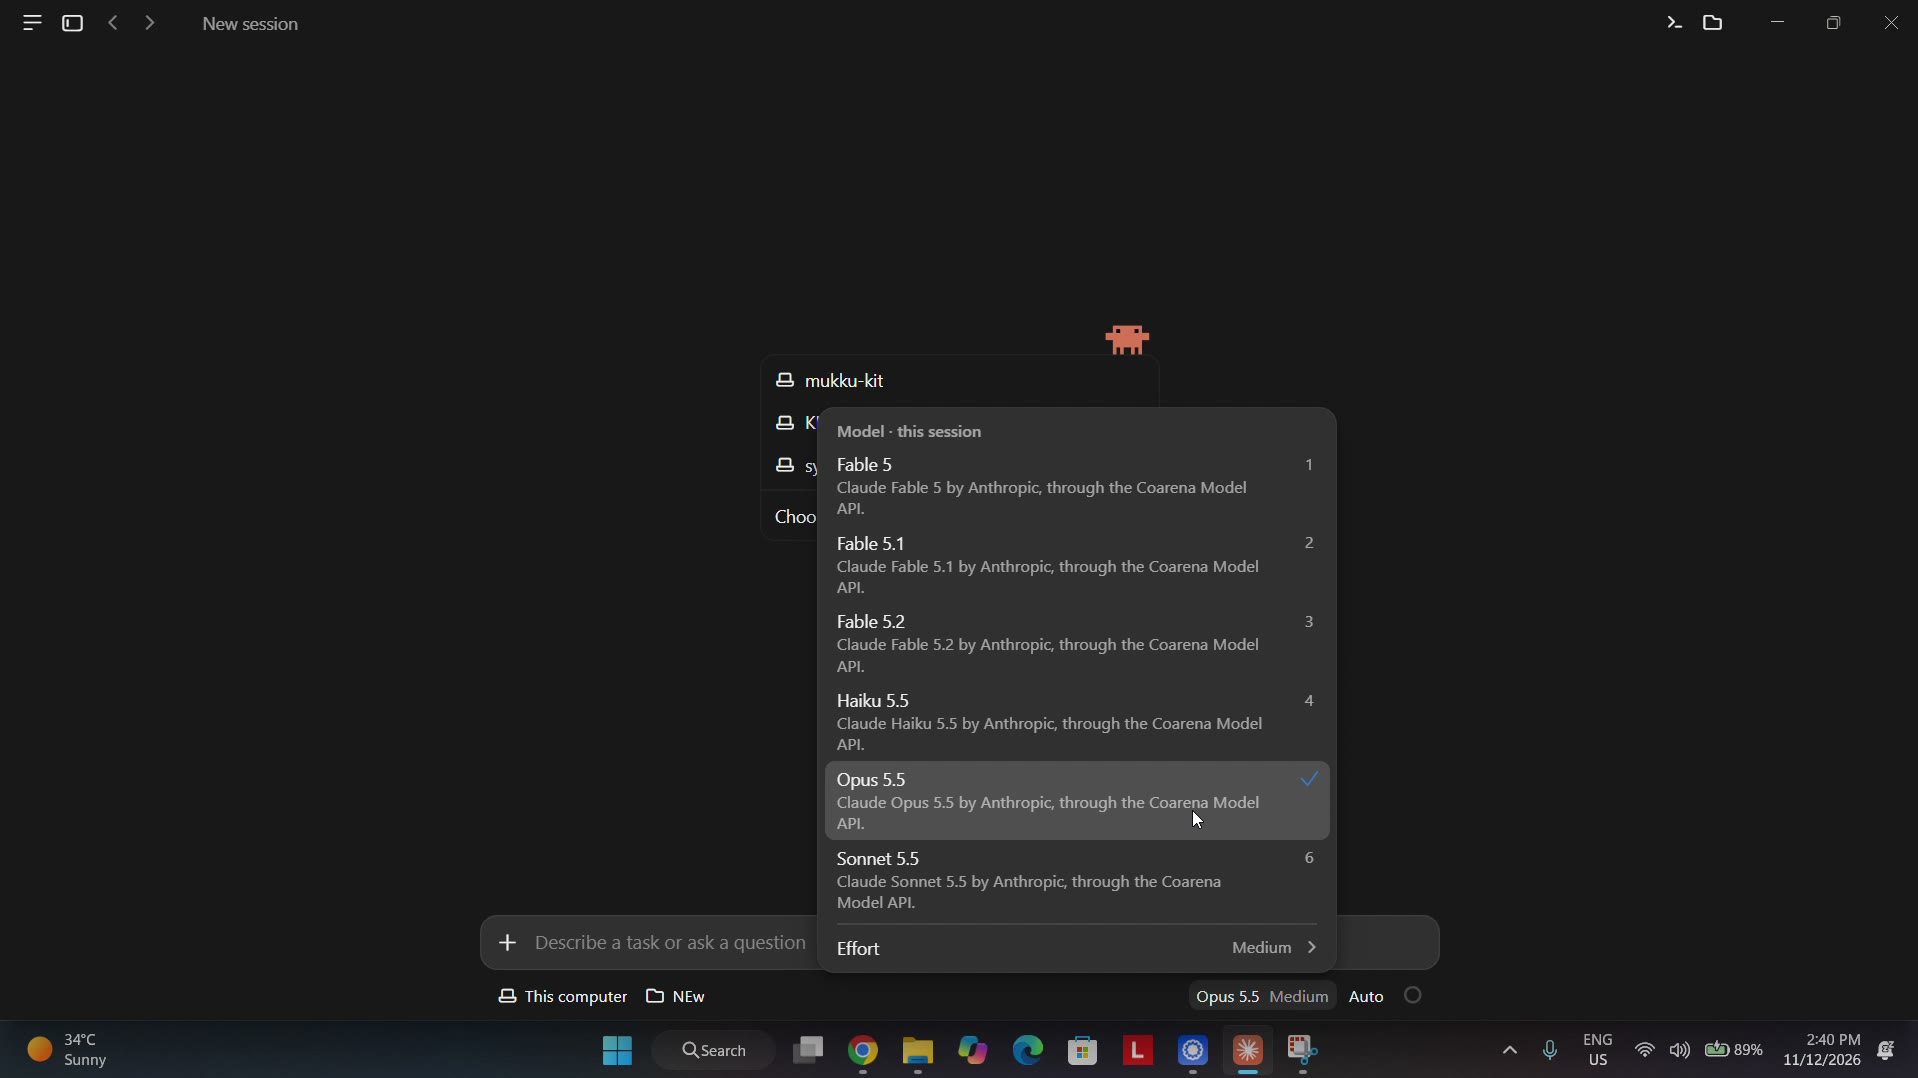 New session
mukku-kit
Model · this session
Fable 5
1
Claude Fable 5 by Anthropic, through the Coarena Model
API.
Choo
Fable 5.1
2
Claude Fable 5.1 by Anthropic, through the Coarena Model
API.
Fable 5.2
3
Claude Fable 5.2 by Anthropic, through the Coarena Model
API.
Haiku 5.5
4
Claude Haiku 5.5 by Anthropic, through the Coarena Model
API.
Opus 5.5
Claude Opus 5.5 by Anthropic, through the Coarena Model
API.
Sonnet 5.5
6
Claude Sonnet 5.5 by Anthropic, through the Coarena
Model API.
Describe a task or ask a question
Effort
Medium
This computer
NEw
Opus 5.5 Medium
Auto
34°C
Sunny
Search
L
ENG
US
89%
2:40 PM
11/12/2026